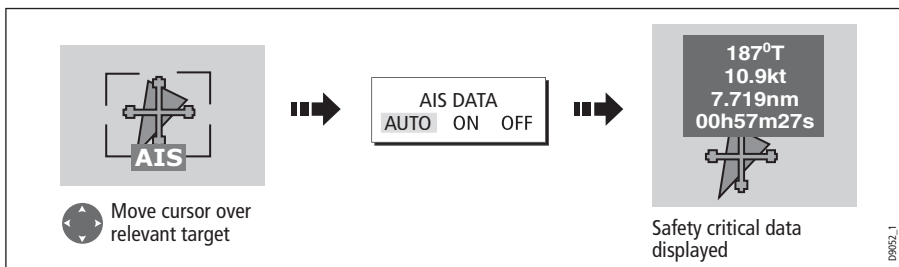 AIS
Move cursor over
relevant target
AIS DATA
AUTO ON OFF
187⁰T
10.9kt
7.719nm
00h57m27s
Safety critical data
displayed
D9052_1